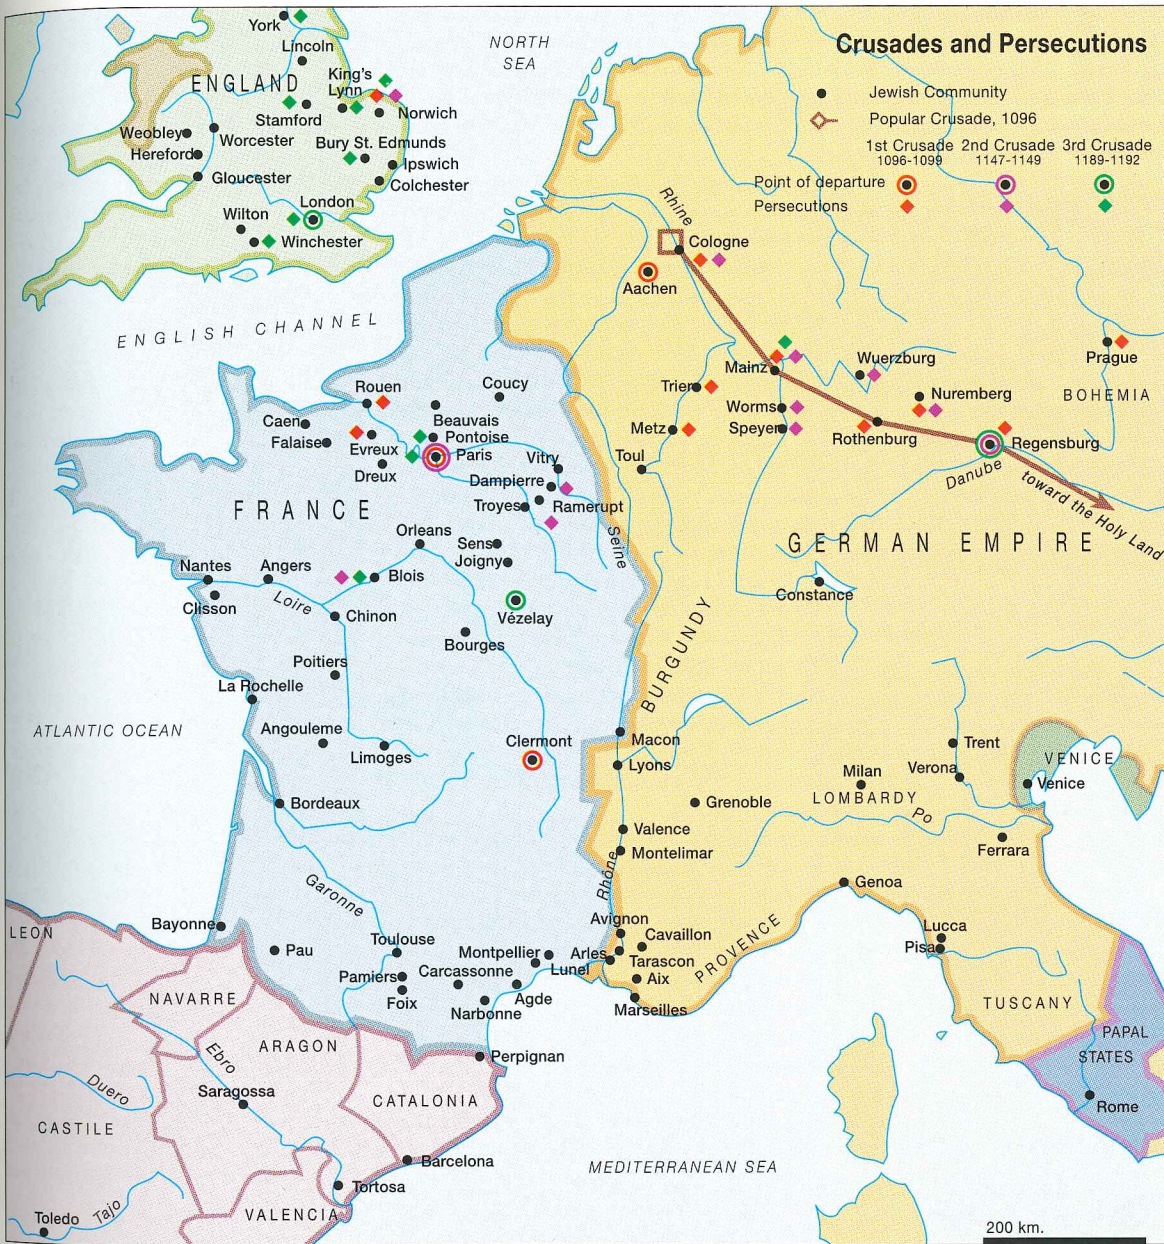 Crusades and Persecutions
Jewish Community
Popular Crusade, 1096
1st Crusade 2nd Crusade 3rd Crusade
1096-1099 1147-1149 1189-1192
Point of departure
Persecutions
NORTH
SEA
York
Lincoln
ENGLAND
King's
Lynn
Norwich
Stamford
Weobley
Worcester
Bury St. Edmunds
Hereford
Ipswich
Gloucester
Colchester
London
Wilton
Winchester
ENGLISH CHANNEL
Rhine
Cologne
Aachen
Prague
BOHEMIA
Mainz
Wuerzburg
Trier
Nuremberg
Worms
Metz
Speyer
Rothenburg
Regensburg
Toul
Danube
toward the Holy Land
GERMAN EMPIRE
Constance
Rouen
Coucy
Caen
Beauvais
Falaise
Pontoise
Evreux
Paris
Dreux
Vitry
Dampierre
FRANCE
Troyes
Ramerupt
Orleans
Sens
Seine
Joigny
Nantes
Angers
Blois
Clisson
Loire
Chinon
Vézelay
Bourges
BURGUNDY
Poitiers
La Rochelle
ATLANTIC OCEAN
Angouleme
Limoges
Clermont
Macon
Lyons
Trent
Verona
VENICE
Venice
Milan
LOMBARDY
Po
Grenoble
Bordeaux
Valence
Montelimar
Ferrara
Rhône
Garonne
Genoa
Bayonne
LEON
Avignon
Cavaillon
PROVENCE
Lucca
Pisa
Pau
Toulouse
Montpellier
Arles
Tarascon
Lunel
Pamiers
Carcassonne
Aix
Foix
Agde
Narbonne
Marseilles
NAVARRE
TUSCANY
PAPAL
STATES
ARAGON
Ebro
Perpignan
Duero
Saragossa
CATALONIA
Rome
CASTILE
Barcelona
MEDITERRANEAN SEA
Tortosa
Toledo
Tajo
VALENCIA
200 km.